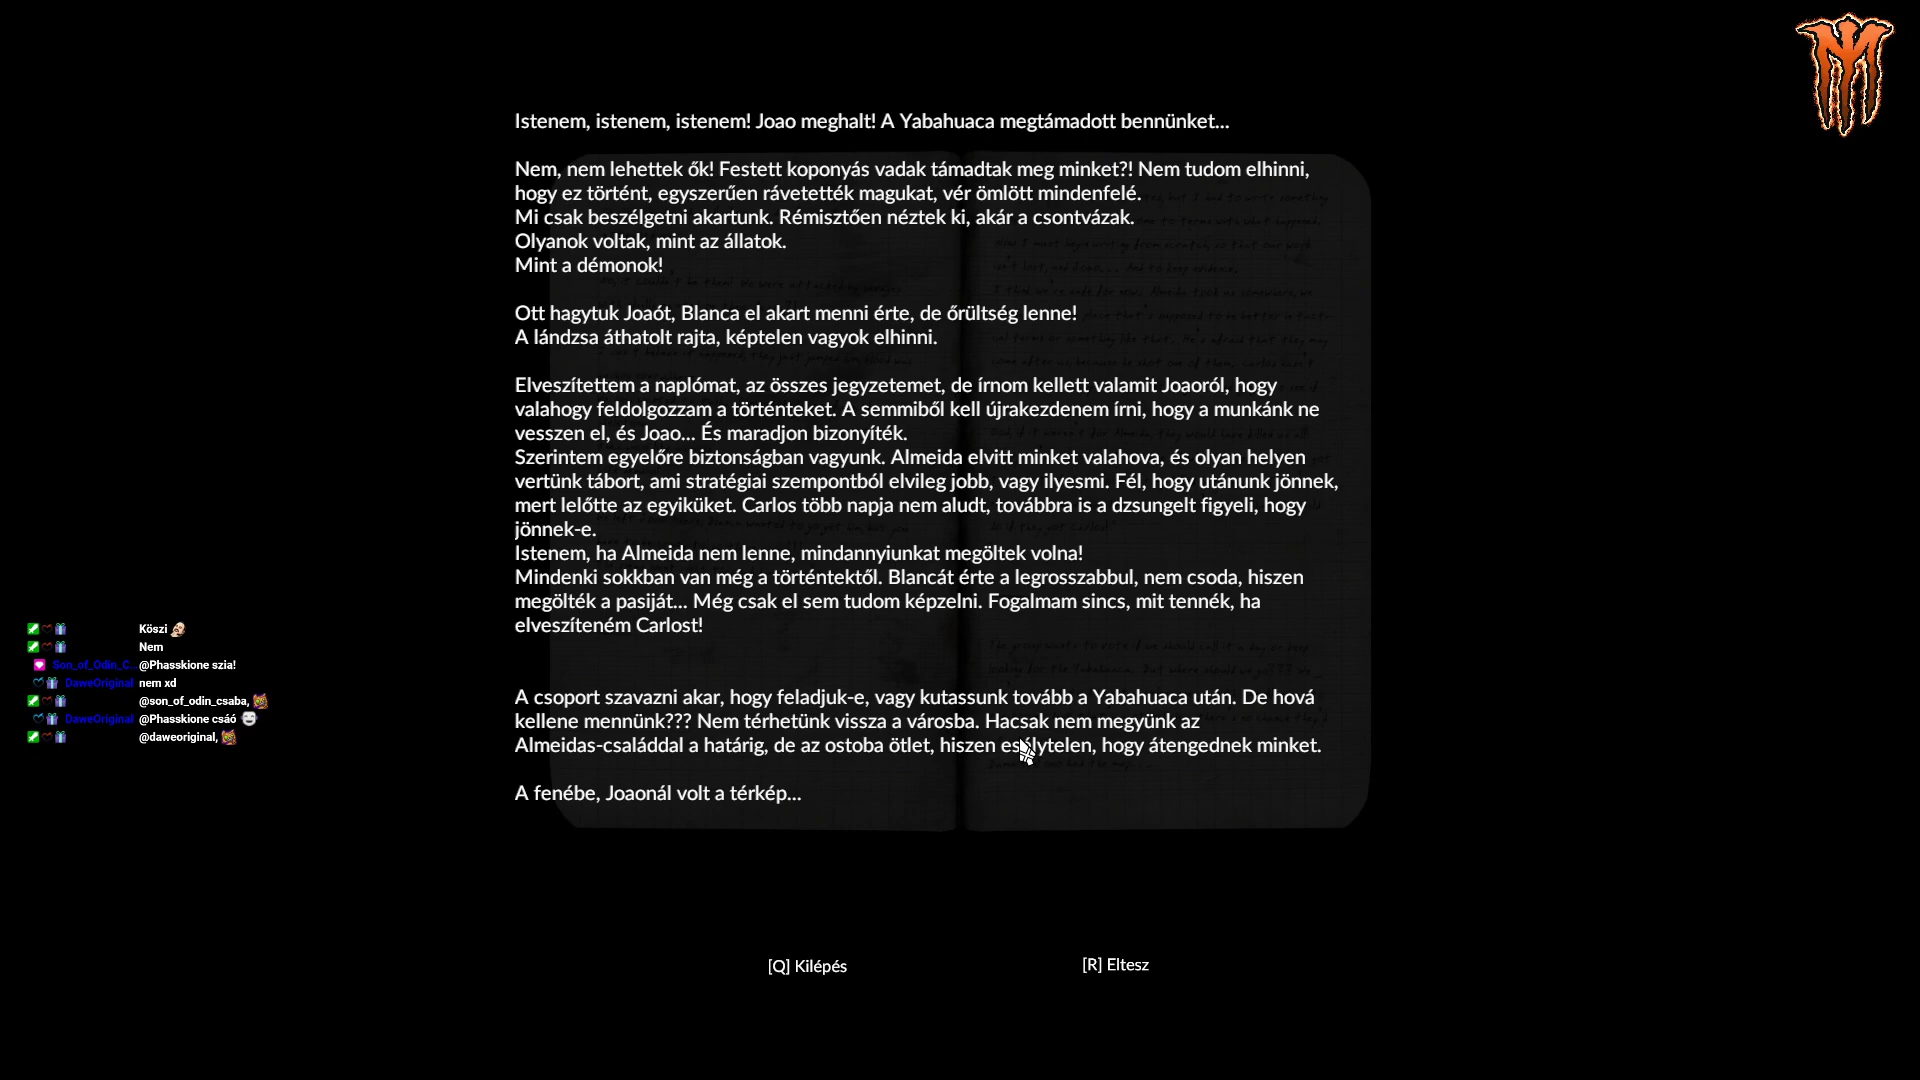 Istenem, istenem, istenem! Joao meghalt! A Yabahuaca megtámadott bennünket...
Nem, nem lehettek ők! Festett koponyás vadak támadtak meg minket?! Nem tudom elhinni,
hogy ez történt, egyszerűen rávetették magukat, vér ömlött mindenfelé.
Mi csak beszélgetni akartunk. Rémisztően néztek ki, akár a csontvázak.
Olyanok voltak, mint az állatok.
Mint a démonok!
Ott hagytuk Joaót, Blanca el akart menni érte, de őrültség lenne!
A lándzsa áthatolt rajta, képtelen vagyok elhinni.
Elveszítettem a naplómat, az összes jegyzetemet, de írnom kellett valamit Joaoról, hogy
valahogy feldolgozzam a történteket. A semmiből kell újrakezdenem írni, hogy a munkánk ne
vesszen el, és Joao... És maradjon bizonyíték.
Szerintem egyelőre biztonságban vagyunk. Almeida elvitt minket valahova, és olyan helyen
vertünk tábort, ami stratégiai szempontból elvileg jobb, vagy ilyesmi. Fél, hogy utánunk jönnek,
mert lelőtte az egyiküket. Carlos több napja nem aludt, továbbra is a dzsungelt figyeli, hogy
jönnek-e.
Istenem, ha Almeida nem lenne, mindannyiunkat megöltek volna!
Mindenki sokkban van még a történtektől. Blancát érte a legrosszabbul, nem csoda, hiszen
megölték a pasiját... Még csak el sem tudom képzelni. Fogalmam sincs, mit tennék, ha
elveszíteném Carlost!
A csoport szavazni akar, hogy feladjuk-e, vagy kutassunk tovább a Yabahuaca után. De hová
kellene mennünk??? Nem térhetünk vissza a városba. Hacsak nem megyünk az
Almeidas-családdal a határig, de az ostoba ötlet, hiszen esélytelen, hogy átengednek minket.
A fenébe, Joaonál volt a térkép...
Köszi
Nem
Son_of_Odin_C... @Phasskione szia!
DaweOriginal nem xd
@son_of_odin_csaba,
DaweOriginal @Phasskione csáó
@daweoriginal,
[Q] Kilépés
[R] Eltesz